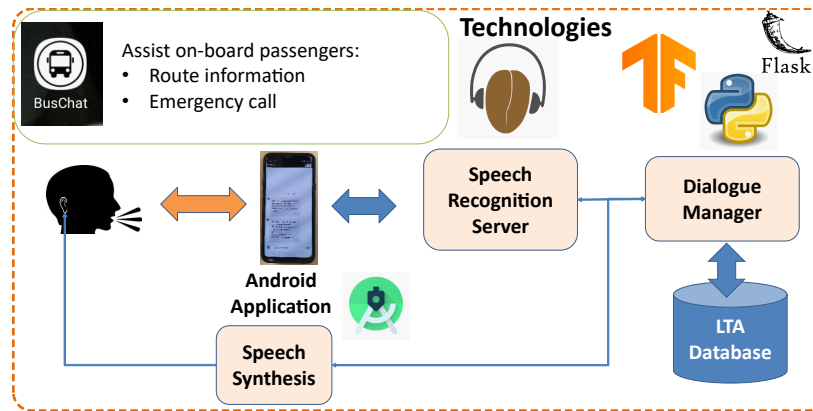 Technologies
BusChat
Assist on-board passengers:
• Route information
• Emergency call
Flask
Speech
Recognition
Server
Dialogue
Manager
Android
Application
LTA
Database
Speech
Synthesis